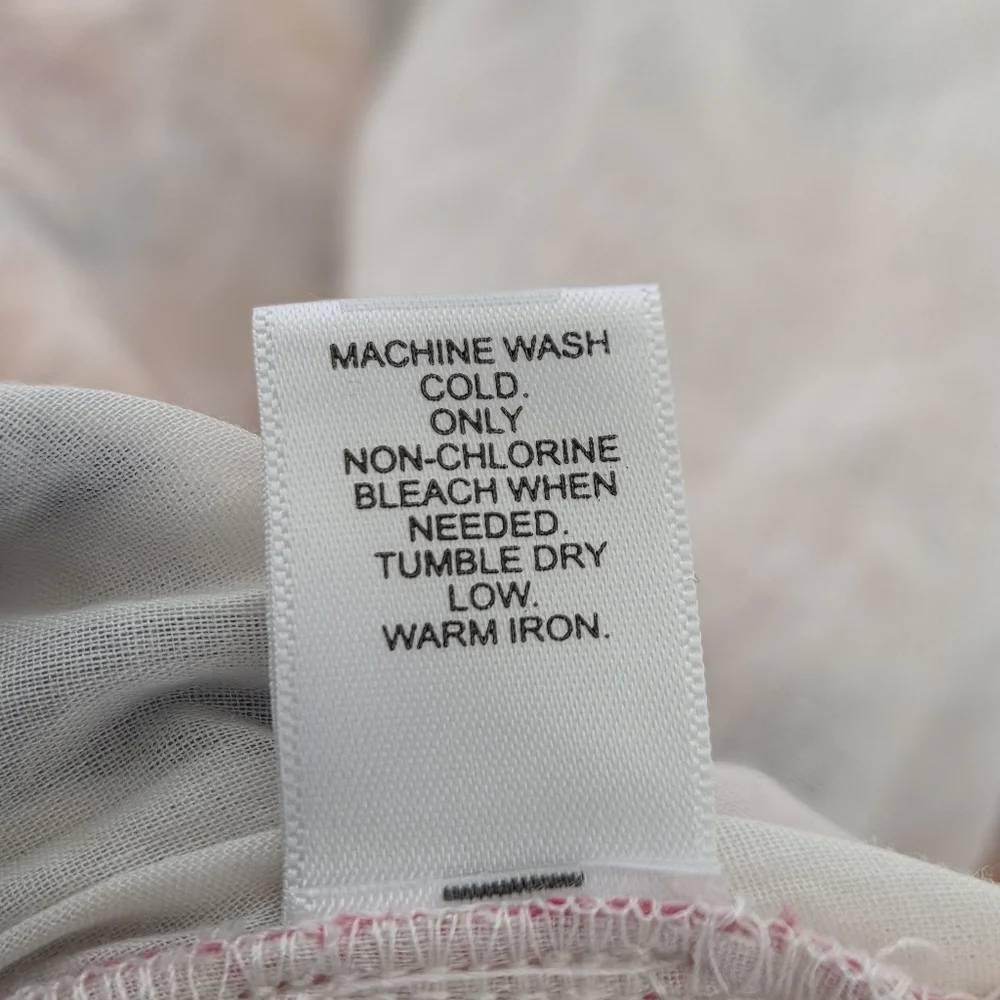 MACHINE WASH
COLD.
ONLY
NON-CHLORINE
BLEACH WHEN
NEEDED.
TUMBLE DRY
LOW.
WARM IRON.